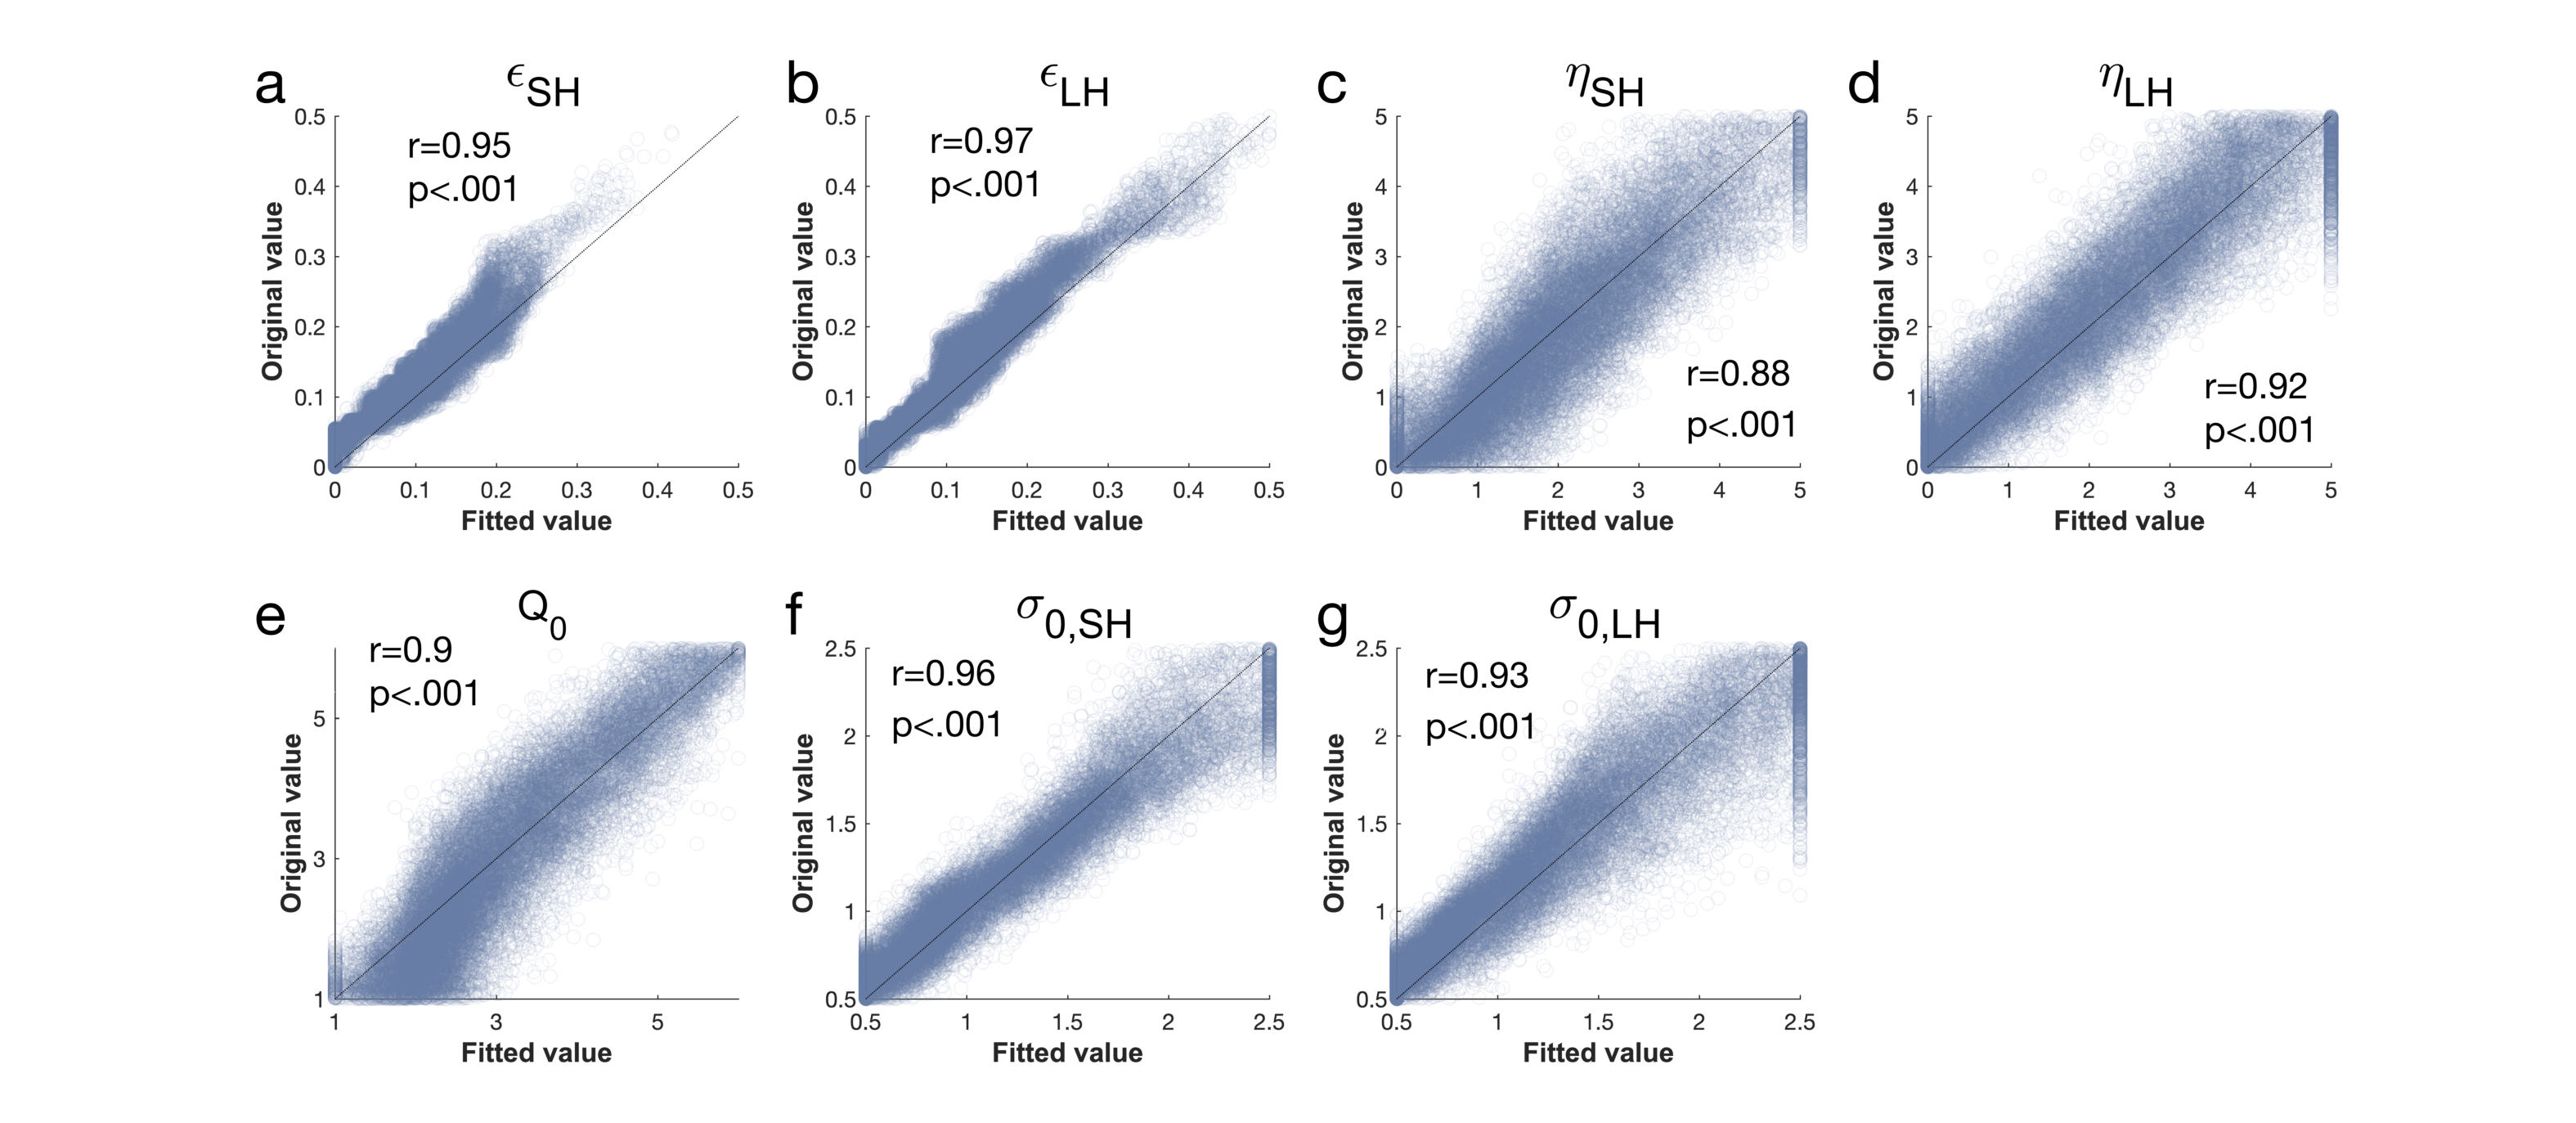 a
ϵSH
r=0.95
p<.001
0.5
0.4
0.3
0.2
0.1
0
0 0.1 0.2 0.3 0.4 0.5
Original value
Fitted value
b
ϵLH
r=0.97
p<.001
0.5
0.4
0.3
0.2
0.1
0
0 0.1 0.2 0.3 0.4 0.5
Original value
Fitted value
c
ηSH
r=0.88
p<.001
5
4
3
2
1
0
0 1 2 3 4 5
Original value
Fitted value
d
ηLH
r=0.92
p<.001
5
4
3
2
1
0
0 1 2 3 4 5
Original value
Fitted value
e
Q0
r=0.9
p<.001
5
3
1
1 3 5
Original value
Fitted value
f
σ0,SH
r=0.96
p<.001
2.5
2
1.5
1
0.5
0.5 1 1.5 2 2.5
Original value
Fitted value
g
σ0,LH
r=0.93
p<.001
2.5
2
1.5
1
0.5
0.5 1 1.5 2 2.5
Original value
Fitted value